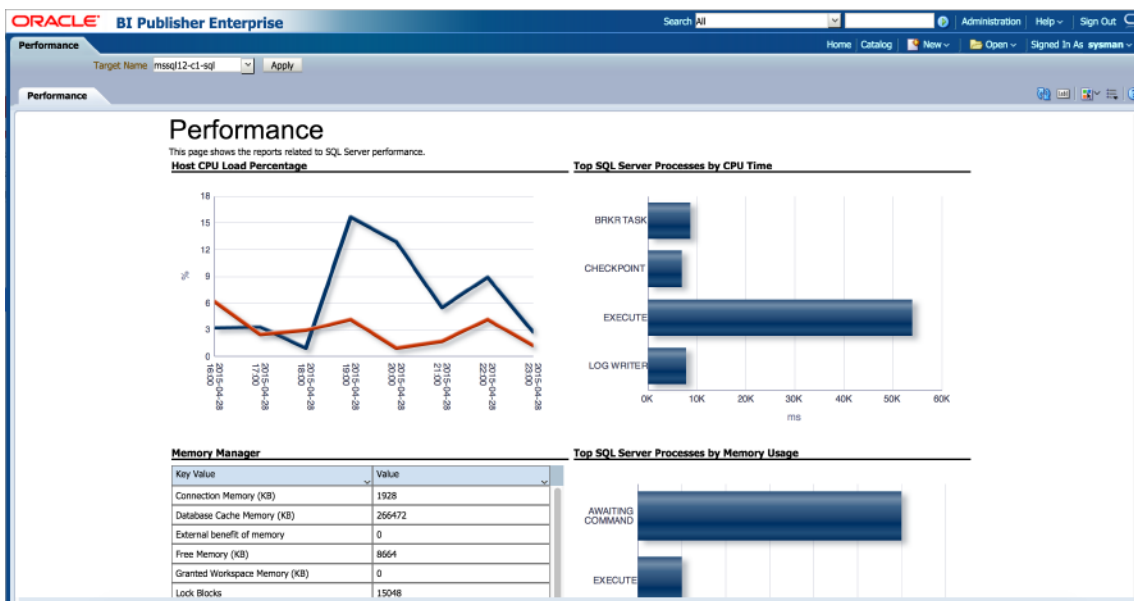 ORACLE BI Publisher Enterprise
Search All Administration Help Sign Out
Performance
Home Catalog New Open Signed In As sysman
Target Name mssql12-c1-sql Apply
Performance
Performance
This page shows the reports related to SQL Server performance.
Host CPU Load Percentage
18
15
12
9
6
3
0
%
2015-04-28 16:00
2015-04-28 17:00
2015-04-28 18:00
2015-04-28 19:00
2015-04-28 20:00
2015-04-28 21:00
2015-04-28 22:00
2015-04-28 23:00
Top SQL Server Processes by CPU Time
BRKR TASK
CHECKPOINT
EXECUTE
LOG WRITER
0K 10K 20K 30K 40K 50K 60K
ms
Memory Manager
Key Value Value
Connection Memory (KB) 1928
Database Cache Memory (KB) 266472
External benefit of memory 0
Free Memory (KB) 8664
Granted Workspace Memory (KB) 0
Lock Blocks 15048
Top SQL Server Processes by Memory Usage
AWAITING
COMMAND
EXECUTE